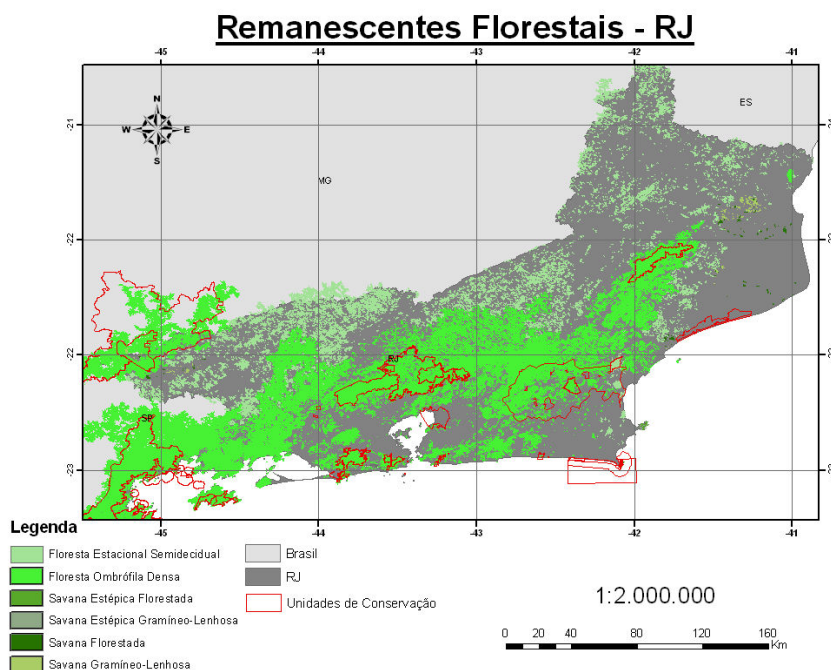 Remanescentes Florestais - RJ
-45 -44 -43 -42 -41
N
W E
S
ES
-21
MG
-22 -22
-22
RJ
SP
-23
-45 -44 -43 -42 -41
Legenda
Floresta Estacional Semidecidual
Floresta Ombrófila Densa
Savana Estépica Florestada
Savana Estépica Gramíneo-Lenhosa
Savana Florestada
Savana Gramíneo-Lenhosa
Brasil
RJ
Unidades de Conservação
1:2.000.000
0 20 40 80 120 160
Km